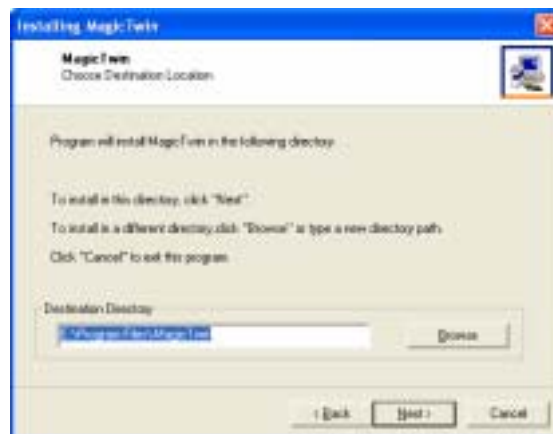 Installing MagicTwin
MagicTwin
Choose Destination Location
Program will install MagicTwin in the following directory
To install in this directory, click "Next"
To install in a different directory,click "Browse" or type a new directory path.
Click "Cancel" to exit this program.
Destination Directory
C:\Program Files\MagicTwin
Browse
< Back
Next >
Cancel